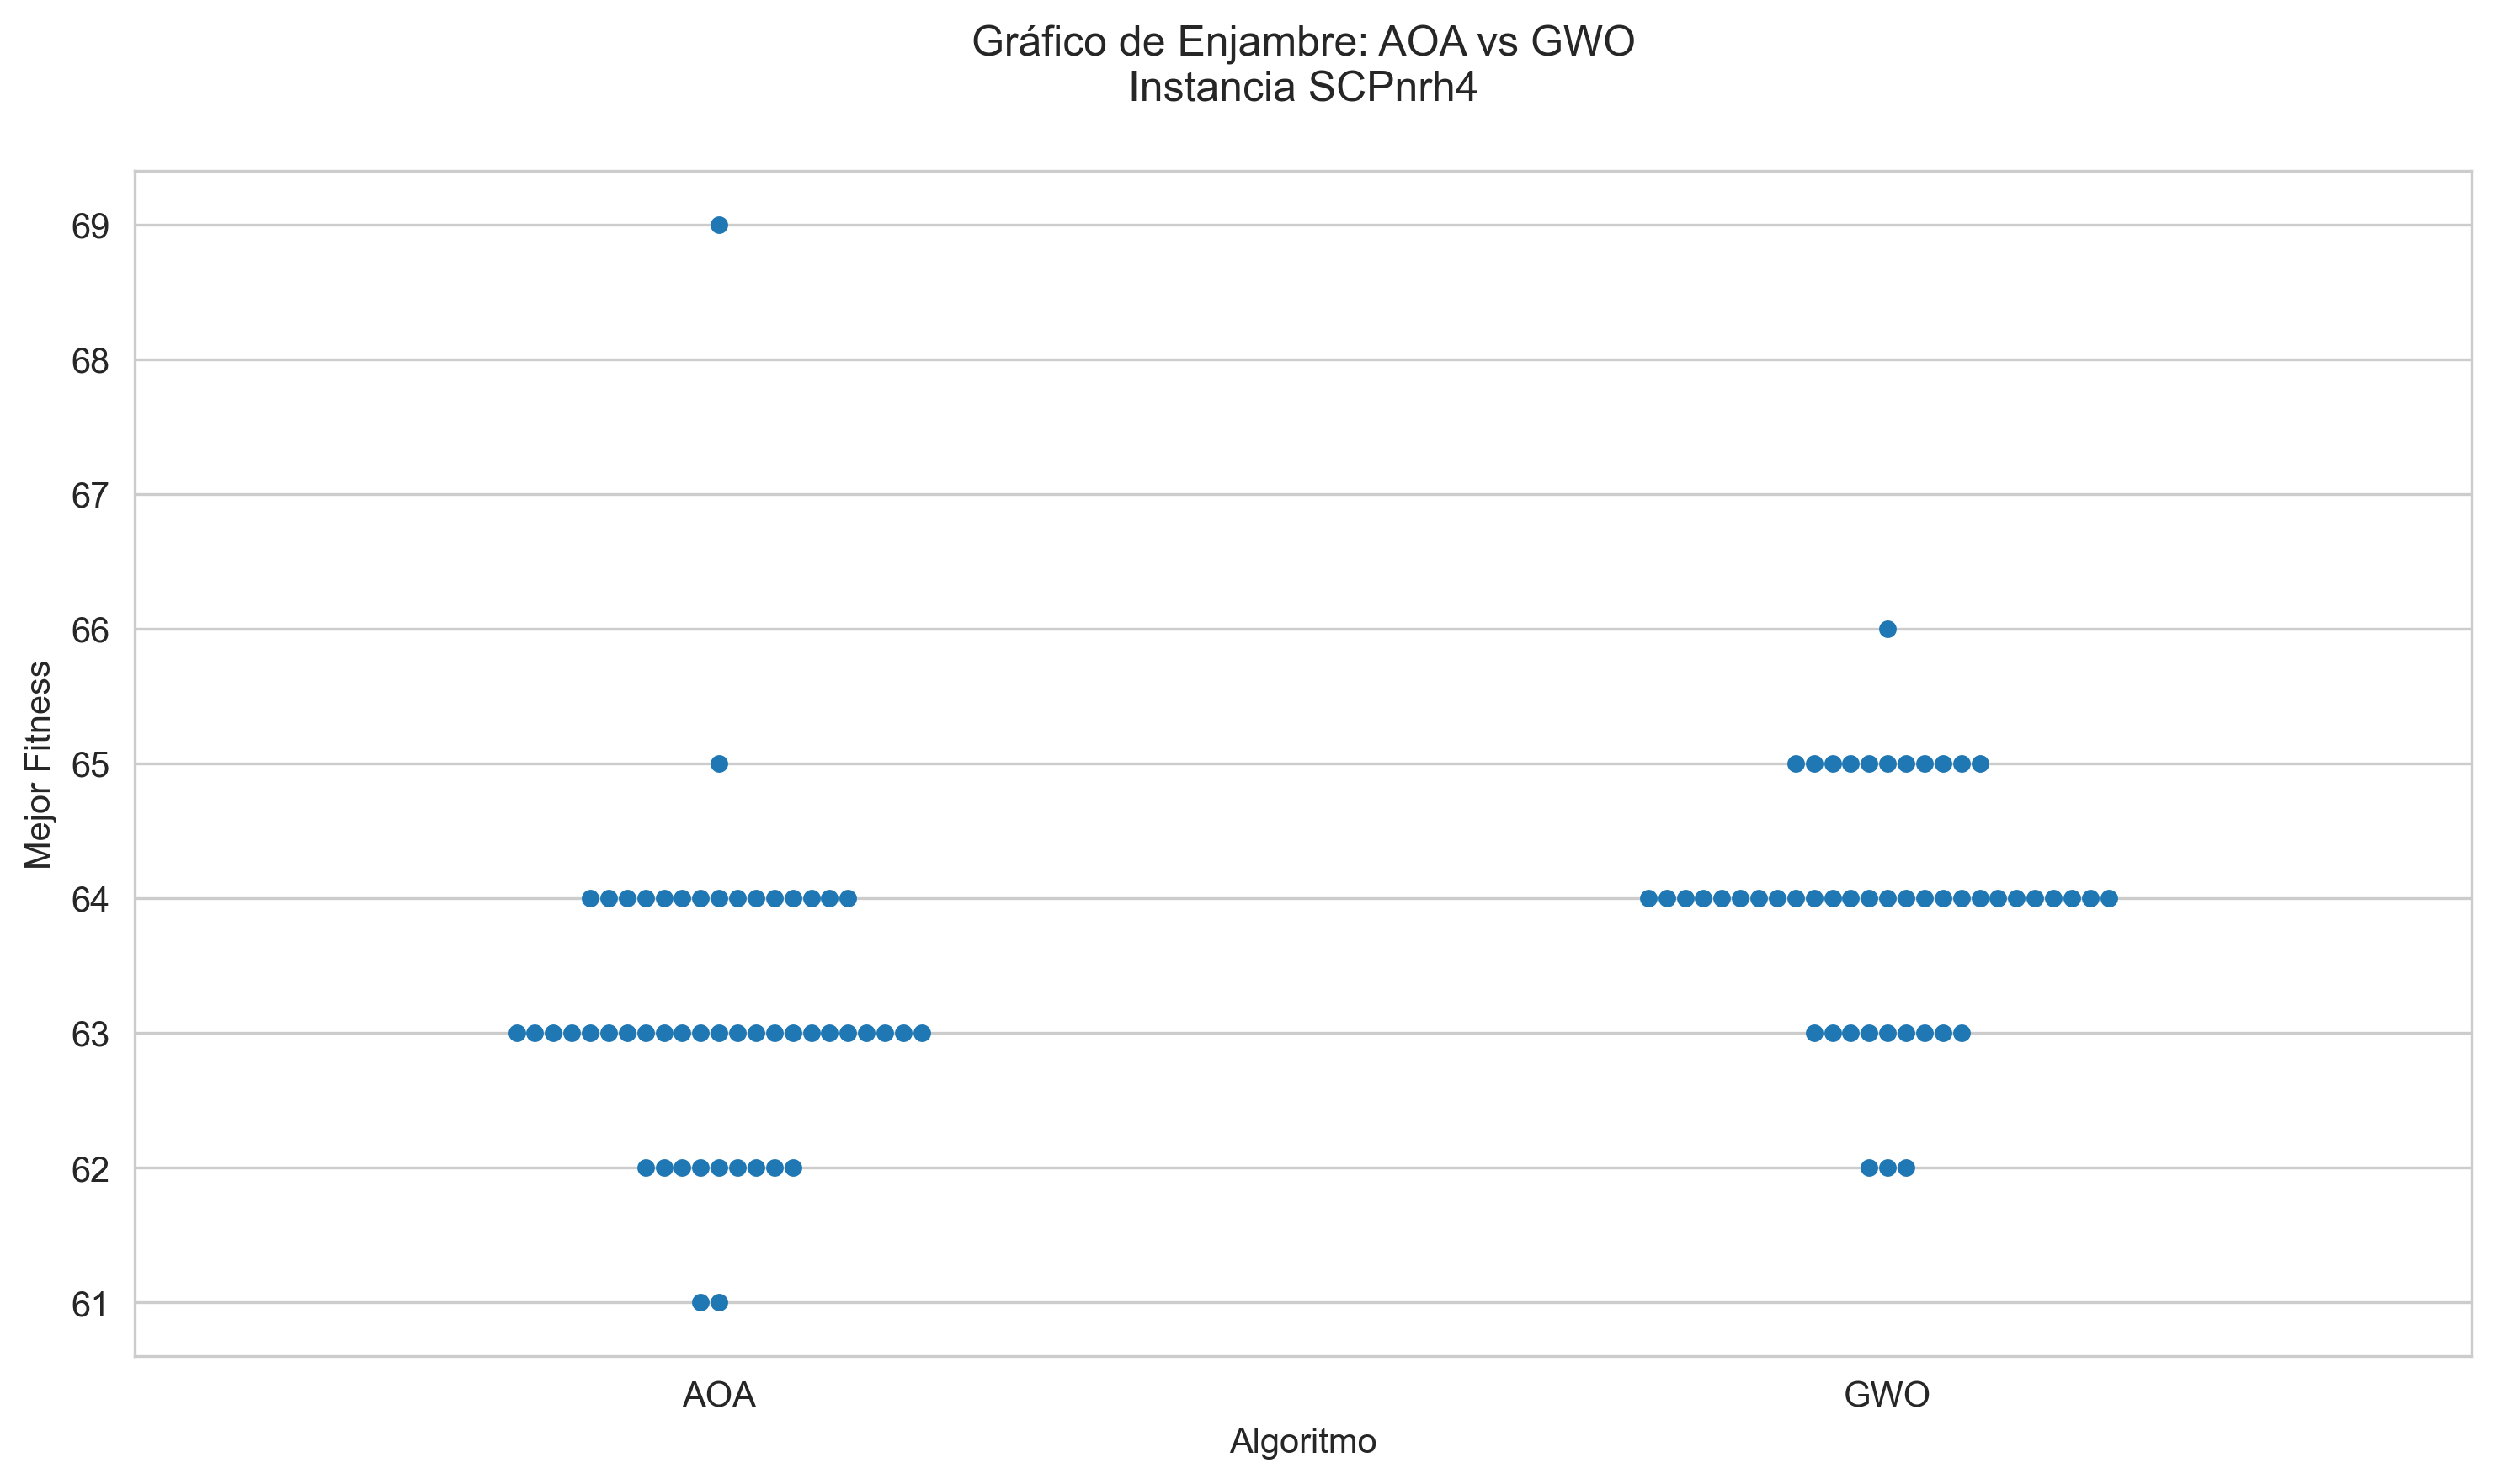 Gráfico de Enjambre: AOA vs GWO
Instancia SCPnrh4
69
68
67
66
65
64
63
62
61
Mejor Fitness
AOA
GWO
Algoritmo